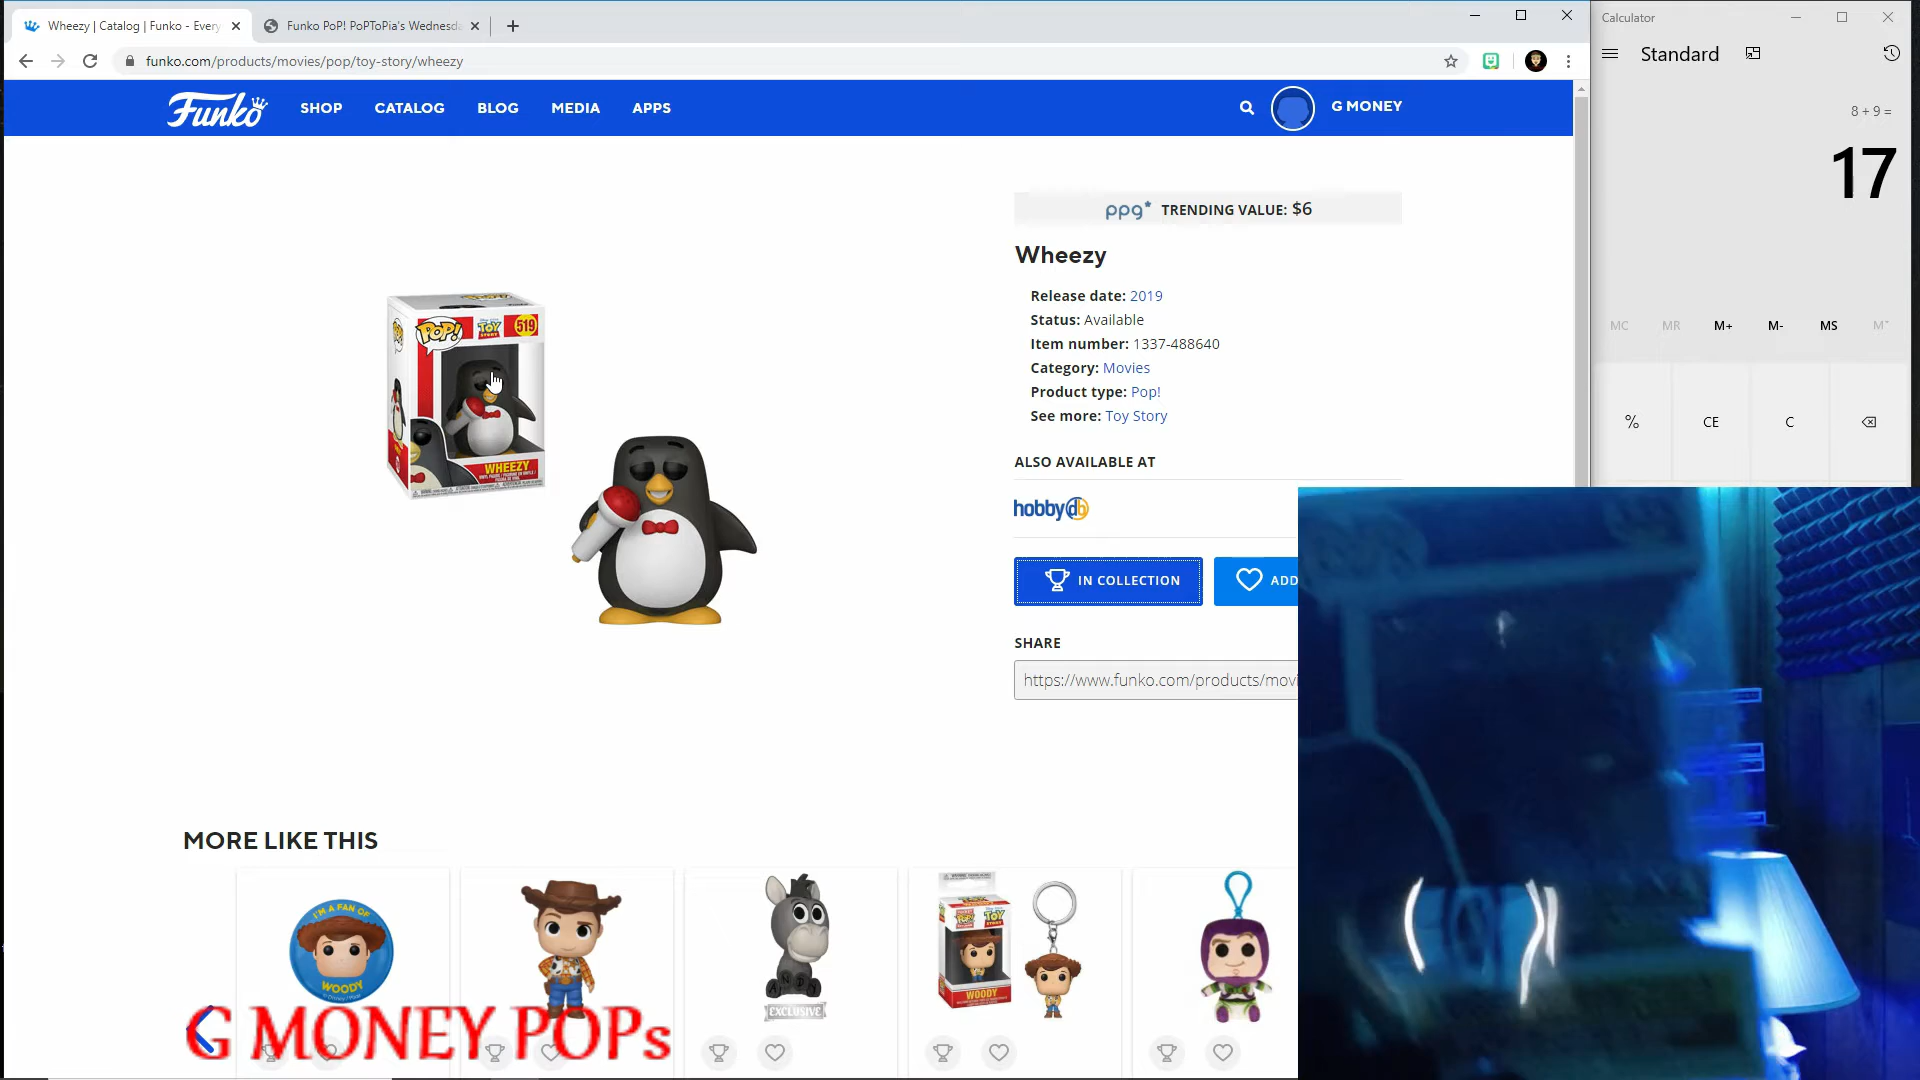 Wheezy | Catalog | Funko - Every
Funko PoP! PoPToPia's Wednesd
funko.com/products/movies/pop/toy-story/wheezy
Funko
SHOP
CATALOG
BLOG
MEDIA
APPS
G MONEY
ppg* TRENDING VALUE: $6
Wheezy
Release date: 2019
Status: Available
Item number: 1337-488640
Category: Movies
Product type: Pop!
See more: Toy Story
ALSO AVAILABLE AT
hobbydb
IN COLLECTION
ADD
SHARE
https://www.funko.com/products/movi
POP!
TOY STORY
519
WHEEZY
MORE LIKE THIS
I'M A FAN OF
WOODY
ANDY
EXCLUSIVE
TOY STORY
WOODY
G MONEY POPs
Calculator
Standard
8 + 9 =
17
MC
MR
M+
M-
MS
M˅
%
CE
C